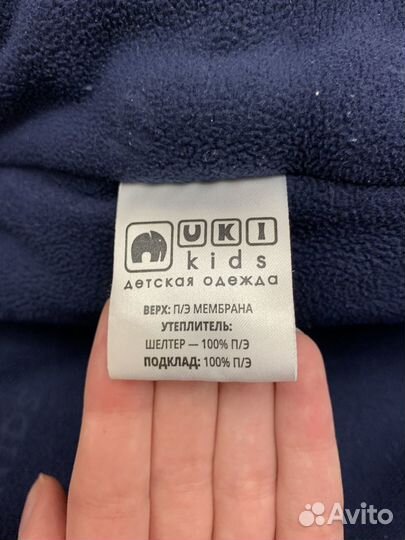 UKI
kids
детская одежда
ВЕРХ: П/Э МЕМБРАНА
УТЕПЛИТЕЛЬ:
ШЕЛТЕР — 100% П/Э
ПОДКЛАД: 100% П/Э
Avito